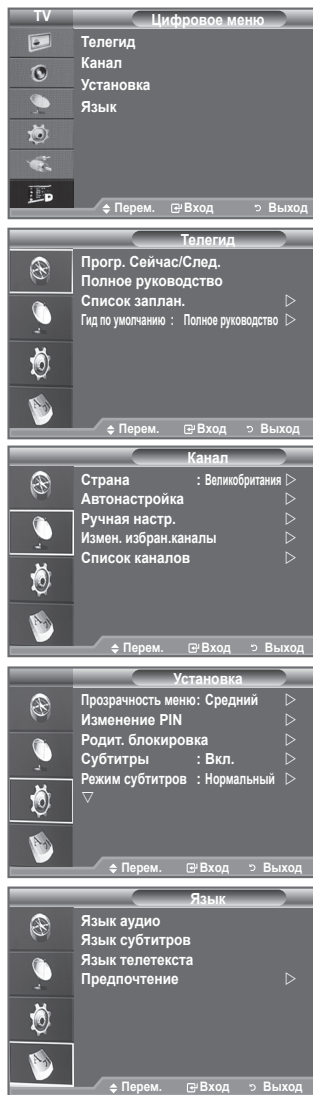 TV Цифровое меню
Телегид
Канал
Установка
Язык
Перем. Вход Выход
Телегид
Прогр. Сейчас/След.
Полное руководство
Список заплан.
Гид по умолчанию : Полное руководство
Перем. Вход Выход
Канал
Страна : Великобритания
Автонастройка
Ручная настр.
Измен. избран.каналы
Список каналов
Перем. Вход Выход
Установка
Прозрачность меню: Средний
Изменение PIN
Родит. блокировка
Субтитры : Вкл.
Режим субтитров : Нормальный
Перем. Вход Выход
Язык
Язык аудио
Язык субтитров
Язык телетекста
Предпочтение
Перем. Вход Выход